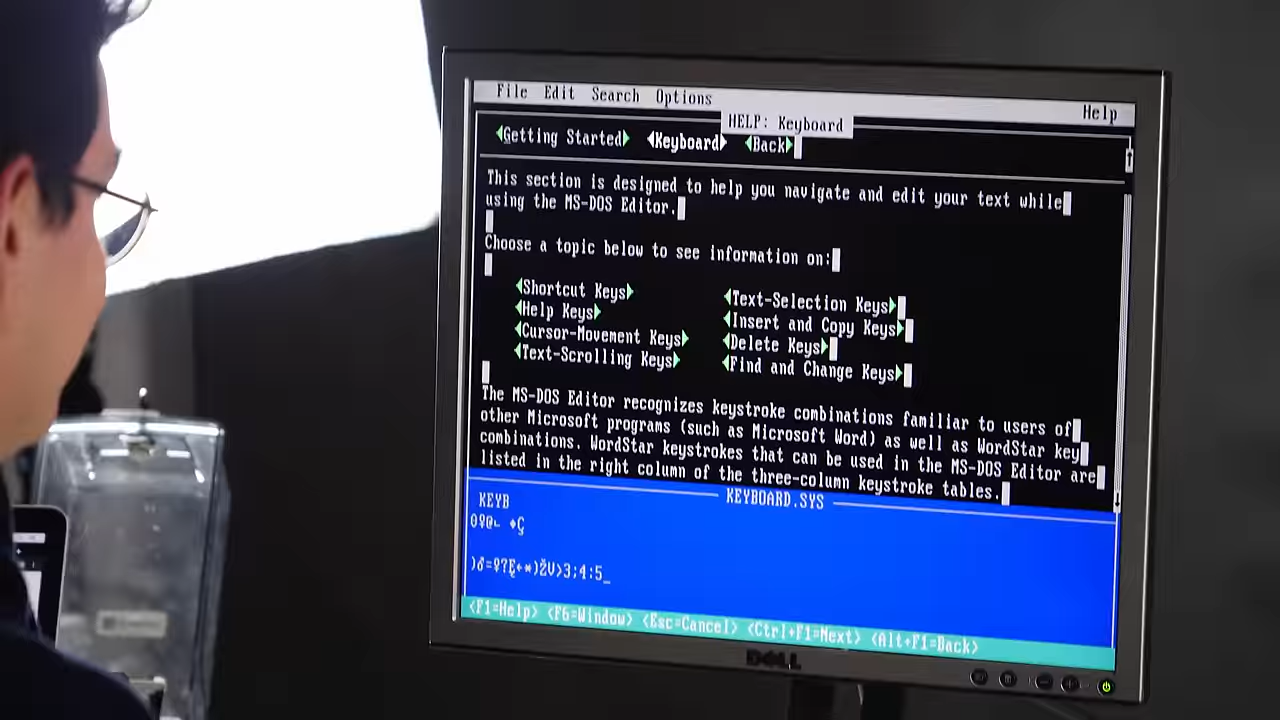 File Edit Search Options Help
HELP: Keyboard
Getting Started Keyboard Back
This section is designed to help you navigate and edit your text while
using the MS-DOS Editor.
Choose a topic below to see information on:
Shortcut Keys Text-Selection Keys
Help Keys Insert and Copy Keys
Cursor-Movement Keys Delete Keys
Text-Scrolling Keys Find and Change Keys
The MS-DOS Editor recognizes keystroke combinations familiar to users of
other Microsoft programs (such as Microsoft Word) as well as WordStar key
combinations. WordStar keystrokes that can be used in the MS-DOS Editor are
listed in the right column of the three-column keystroke tables.
KEYBOARD.SYS
KEYB
<F1=Help> <F6=Window> <Esc=Cancel> <Ctrl+F1=Next> <Alt+F1=Back>
DELL